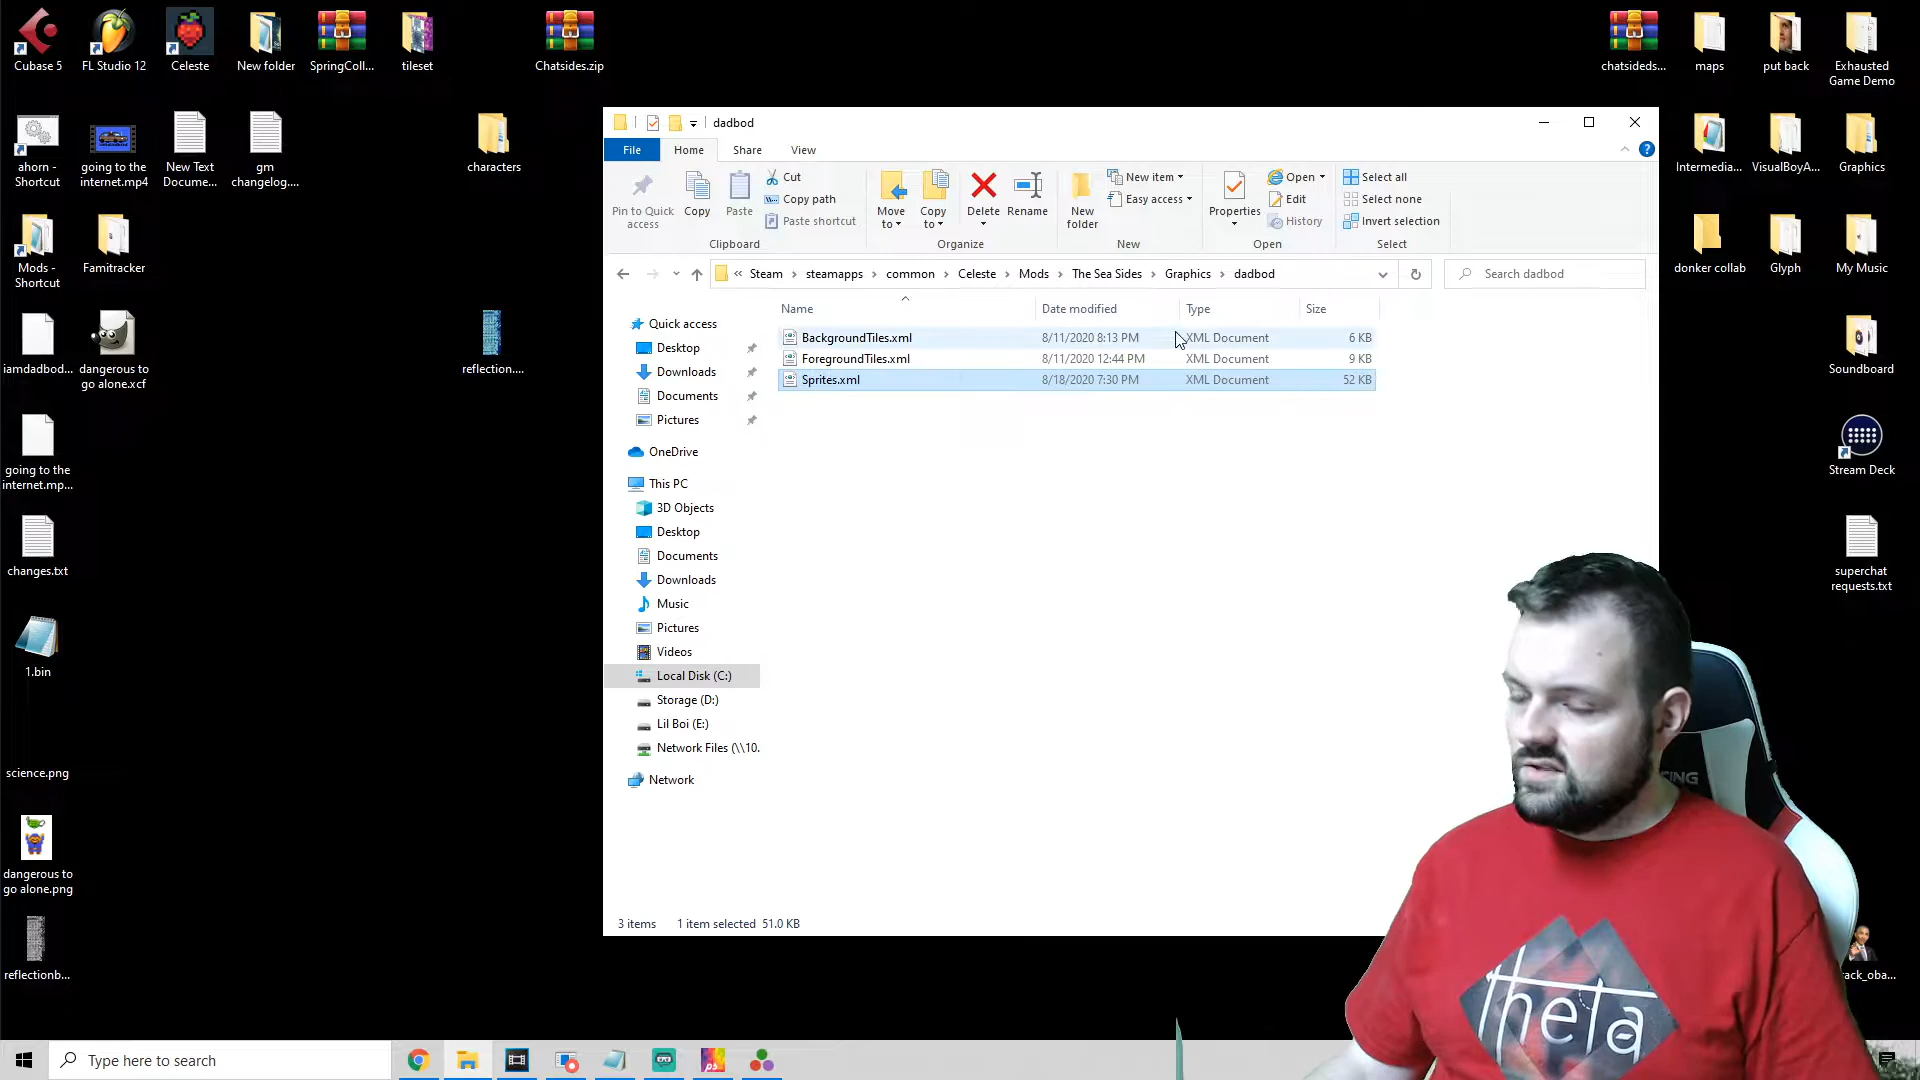 Cubase 5
FL Studio 12
Celeste
New folder
SpringColl...
tileset
Chatsides.zip
chatsideds...
maps
put back
Exhausted
Game Demo
ahorn -
Shortcut
going to the
internet.mp4
New Text
Docume...
gm
changelog....
characters
Intermedia...
VisualBoyA...
Graphics
Mods -
Shortcut
Famitracker
donker collab
Glyph
My Music
iamdadbod...
dangerous to
go alone.xcf
reflection....
Soundboard
going to the
internet.mp...
Stream Deck
changes.txt
superchat
requests.txt
1.bin
science.png
dangerous to
go alone.png
reflectionb...
rack_oba...
dadbod
File
Home
Share
View
Pin to Quick
access
Copy
Paste
Cut
Copy path
Paste shortcut
Clipboard
Move
to
Copy
to
Delete
Rename
Organize
New
folder
New item
Easy access
New
Properties
Open
Edit
History
Open
Select all
Select none
Invert selection
Select
« Steam > steamapps > common > Celeste > Mods > The Sea Sides > Graphics > dadbod
Search dadbod
Name Date modified Type Size
BackgroundTiles.xml 8/11/2020 8:13 PM XML Document 6 KB
ForegroundTiles.xml 8/11/2020 12:44 PM XML Document 9 KB
Sprites.xml 8/18/2020 7:30 PM XML Document 52 KB
Quick access
Desktop
Downloads
Documents
Pictures
OneDrive
This PC
3D Objects
Desktop
Documents
Downloads
Music
Pictures
Videos
Local Disk (C:)
Storage (D:)
Lil Boi (E:)
Network Files (\\10.
Network
3 items 1 item selected 51.0 KB
CING
theta
Type here to search